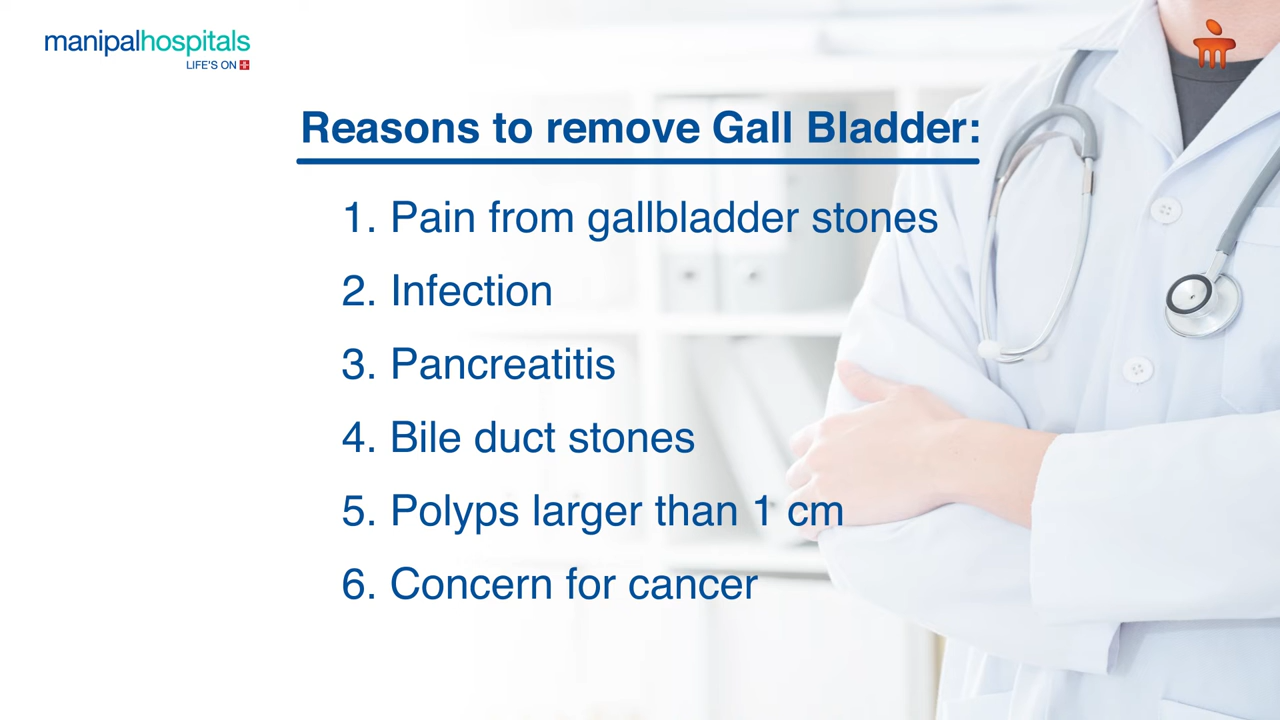 manipalhospitals
LIFE'S ON
Reasons to remove Gall Bladder:
1. Pain from gallbladder stones
2. Infection
3. Pancreatitis
4. Bile duct stones
5. Polyps larger than 1 cm
6. Concern for cancer